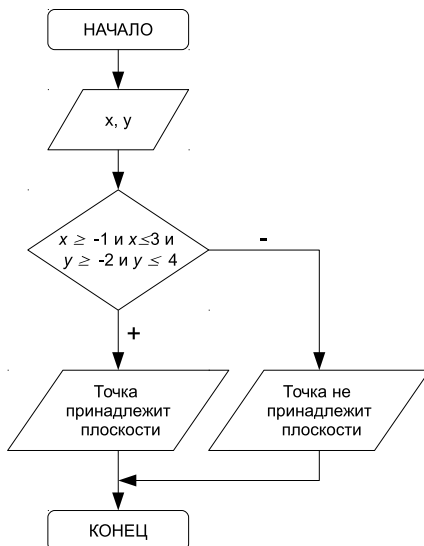 НАЧАЛО
x, y
x ≥ -1 и x≤3 и
y ≥ -2 и y ≤ 4
-
+
Точка
принадлежит
плоскости
Точка не
принадлежит
плоскости
КОНЕЦ